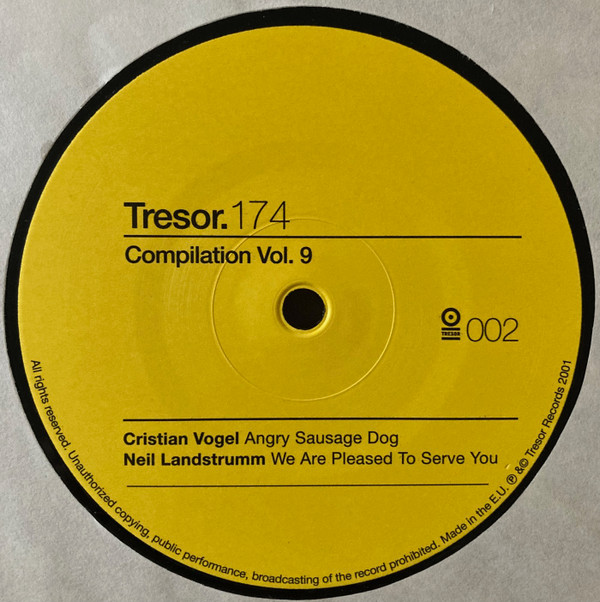 Tresor.174
Compilation Vol. 9
TRESOR 002
Cristian Vogel Angry Sausage Dog
Neil Landstrumm We Are Pleased To Serve You
All rights reserved. Unauthorized copying, public performance, broadcasting of the record prohibited. Made in the E.U. ℗ &© Tresor Records 2001